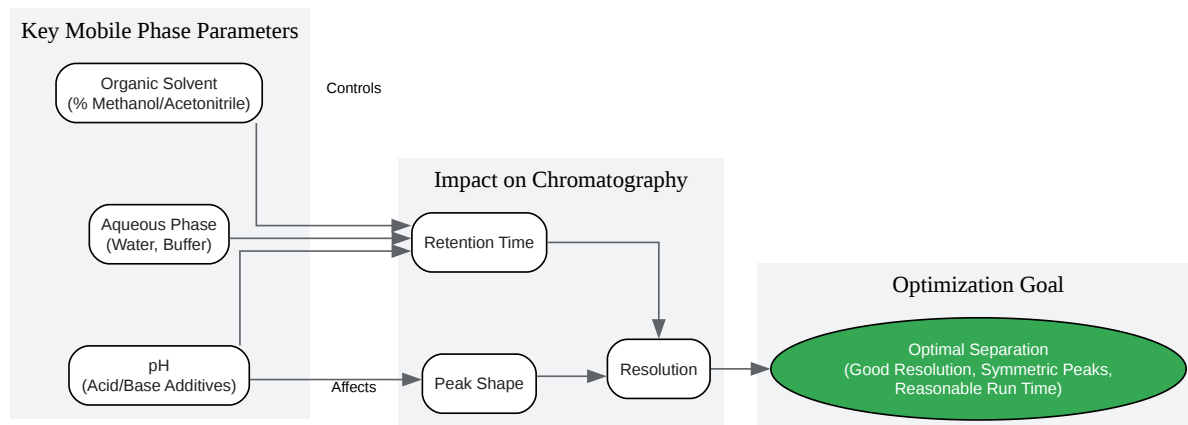 Key Mobile Phase Parameters
Organic Solvent
(% Methanol/Acetonitrile)
Controls
Aqueous Phase
(Water, Buffer)
pH
(Acid/Base Additives)
Affects
Impact on Chromatography
Retention Time
Peak Shape
Resolution
Optimization Goal
Optimal Separation
(Good Resolution, Symmetric Peaks,
Reasonable Run Time)